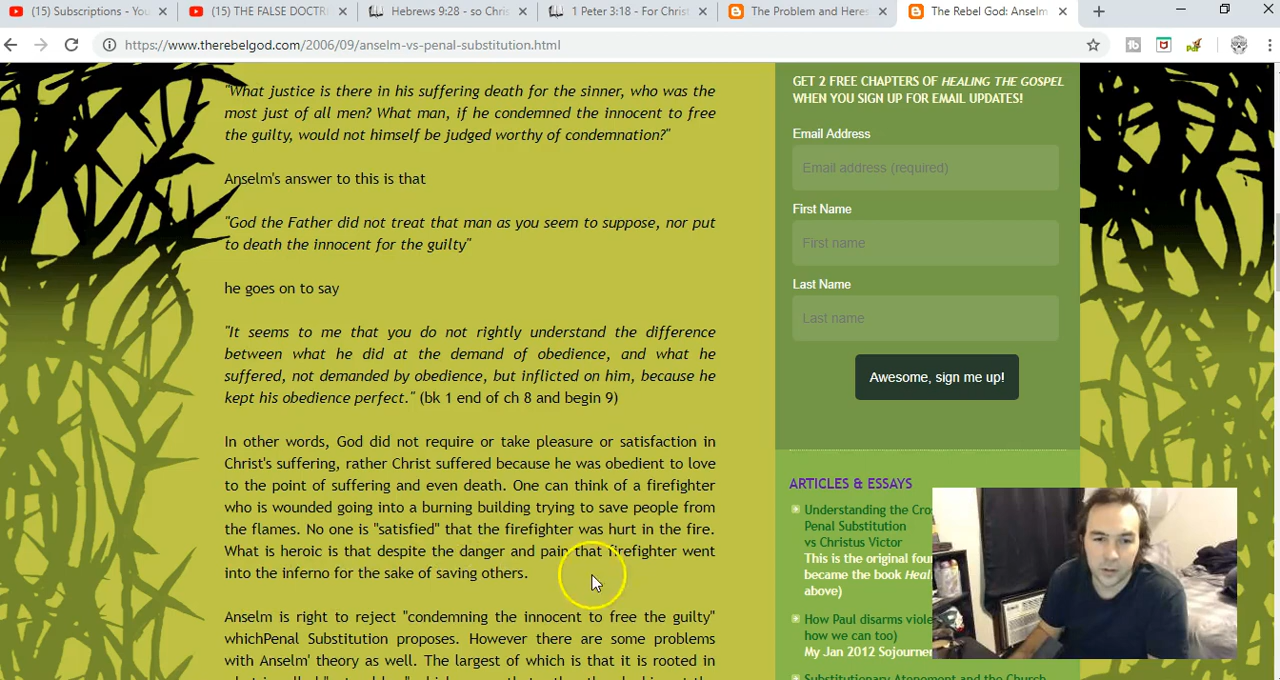 (15) Subscriptions - You
(15) THE FALSE DOCTR
Hebrews 9:28 - so Chris
1 Peter 3:18 - For Christ
The Problem and Heres
The Rebel God: Anselm
https://www.therebelgod.com/2006/09/anselm-vs-penal-substitution.html
"What justice is there in his suffering death for the sinner, who was the
most just of all men? What man, if he condemned the innocent to free
the guilty, would not himself be judged worthy of condemnation?"
Anselm's answer to this is that
"God the Father did not treat that man as you seem to suppose, nor put
to death the innocent for the guilty"
he goes on to say
"It seems to me that you do not rightly understand the difference
between what he did at the demand of obedience, and what he
suffered, not demanded by obedience, but inflicted on him, because he
kept his obedience perfect." (bk 1 end of ch 8 and begin 9)
In other words, God did not require or take pleasure or satisfaction in
Christ's suffering, rather Christ suffered because he was obedient to love
to the point of suffering and even death. One can think of a firefighter
who is wounded going into a burning building trying to save people from
the flames. No one is "satisfied" that the firefighter was hurt in the fire.
What is heroic is that despite the danger and pain that firefighter went
into the inferno for the sake of saving others.
Anselm is right to reject "condemning the innocent to free the guilty"
whichPenal Substitution proposes. However there are some problems
with Anselm' theory as well. The largest of which is that it is rooted in
GET 2 FREE CHAPTERS OF HEALING THE GOSPEL
WHEN YOU SIGN UP FOR EMAIL UPDATES!
Email Address
Email address (required)
First Name
First name
Last Name
Last name
Awesome, sign me up!
ARTICLES & ESSAYS
Understanding the Cro
Penal Substitution
vs Christus Victor
This is the original fou
became the book Heal
above)
How Paul disarms viole
how we can too)
My Jan 2012 Sojourne
Substitutionary Atonement and the Church